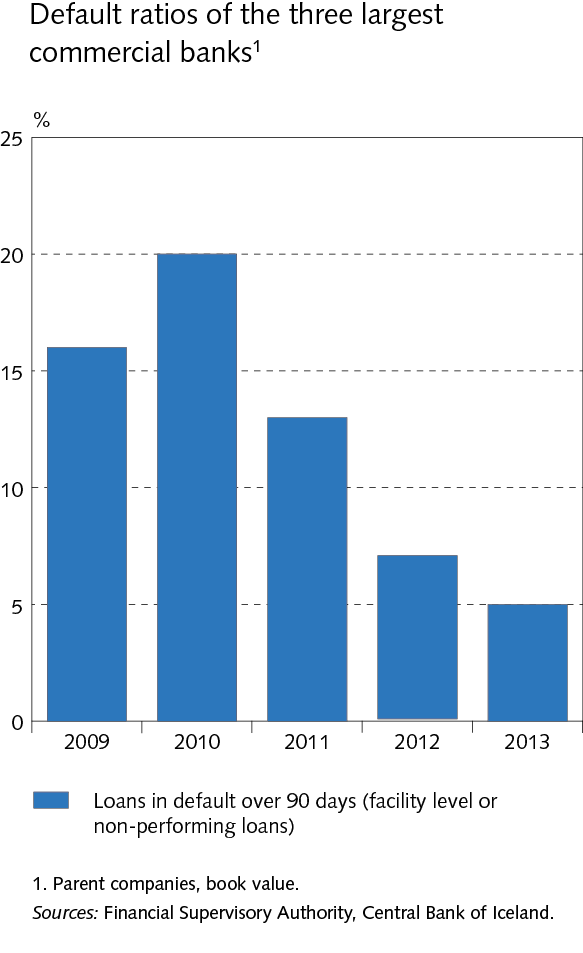 Default ratios of the three largest
commercial banks¹
%
25
20
15
10
5
0
2009 2010 2011 2012 2013
Loans in default over 90 days (facility level or
non-performing loans)
1. Parent companies, book value.
Sources: Financial Supervisory Authority, Central Bank of Iceland.